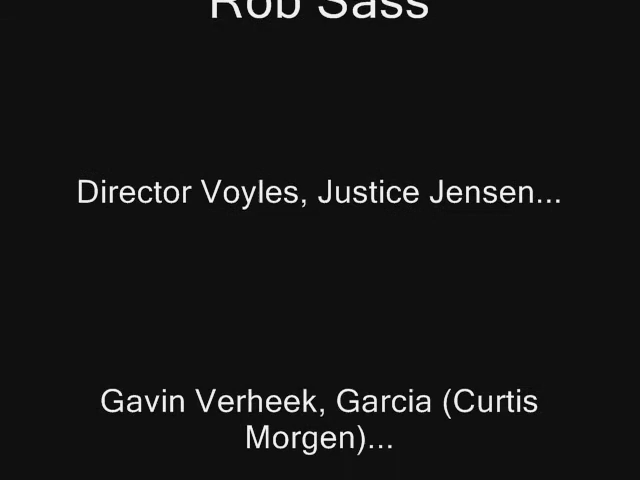 Rob Sass
Director Voyles, Justice Jensen...
Gavin Verheek, Garcia (Curtis
Morgen)...